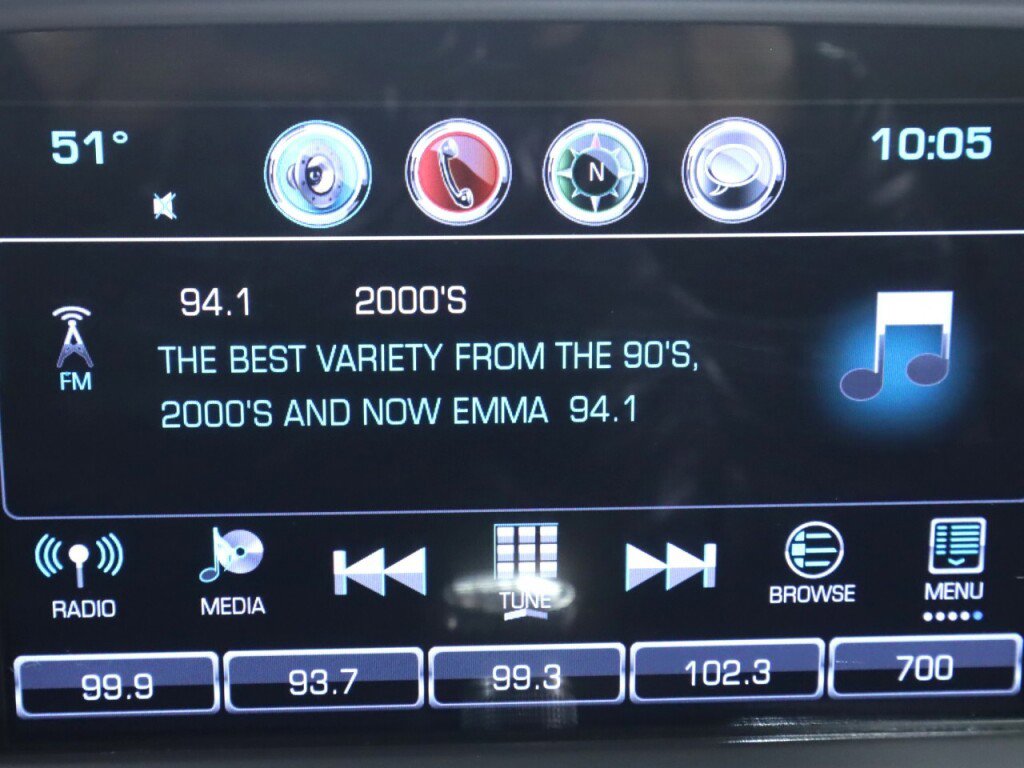 51° 10:05
N
94.1 2000'S
THE BEST VARIETY FROM THE 90'S,
2000'S AND NOW EMMA 94.1
FM
RADIO MEDIA TUNE BROWSE MENU
99.9 93.7 99.3 102.3 700